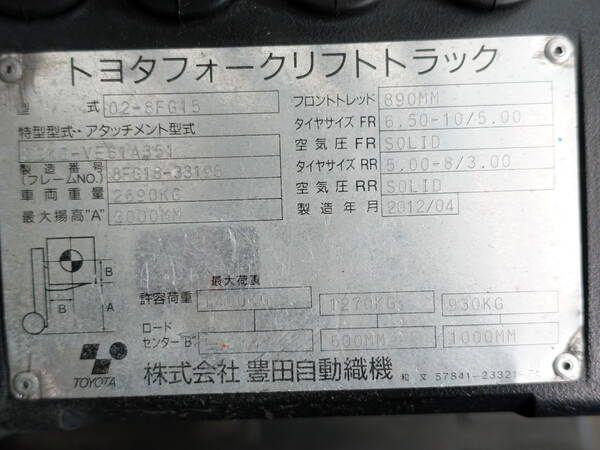 トヨタフォークリフトトラック
型式 02-8FG15
フロントトレッド 890MM
特型型式・アタッチメント型式
タイヤサイズ FR 6.50-10/5.00
空気圧 FR SOLID
製造番号(フレームNO.)
タイヤサイズ RR 5.00-8/3.00
車両重量 2690KG
空気圧 RR SOLID
最大揚高"A" 3000MM
製造年月 2012/04
最大荷重
許容荷重 1270KG 930KG
B
B
A
ロードセンター"B" 600MM 1000MM
TOYOTA 株式会社 豊田自動織機 和文 57841-23321